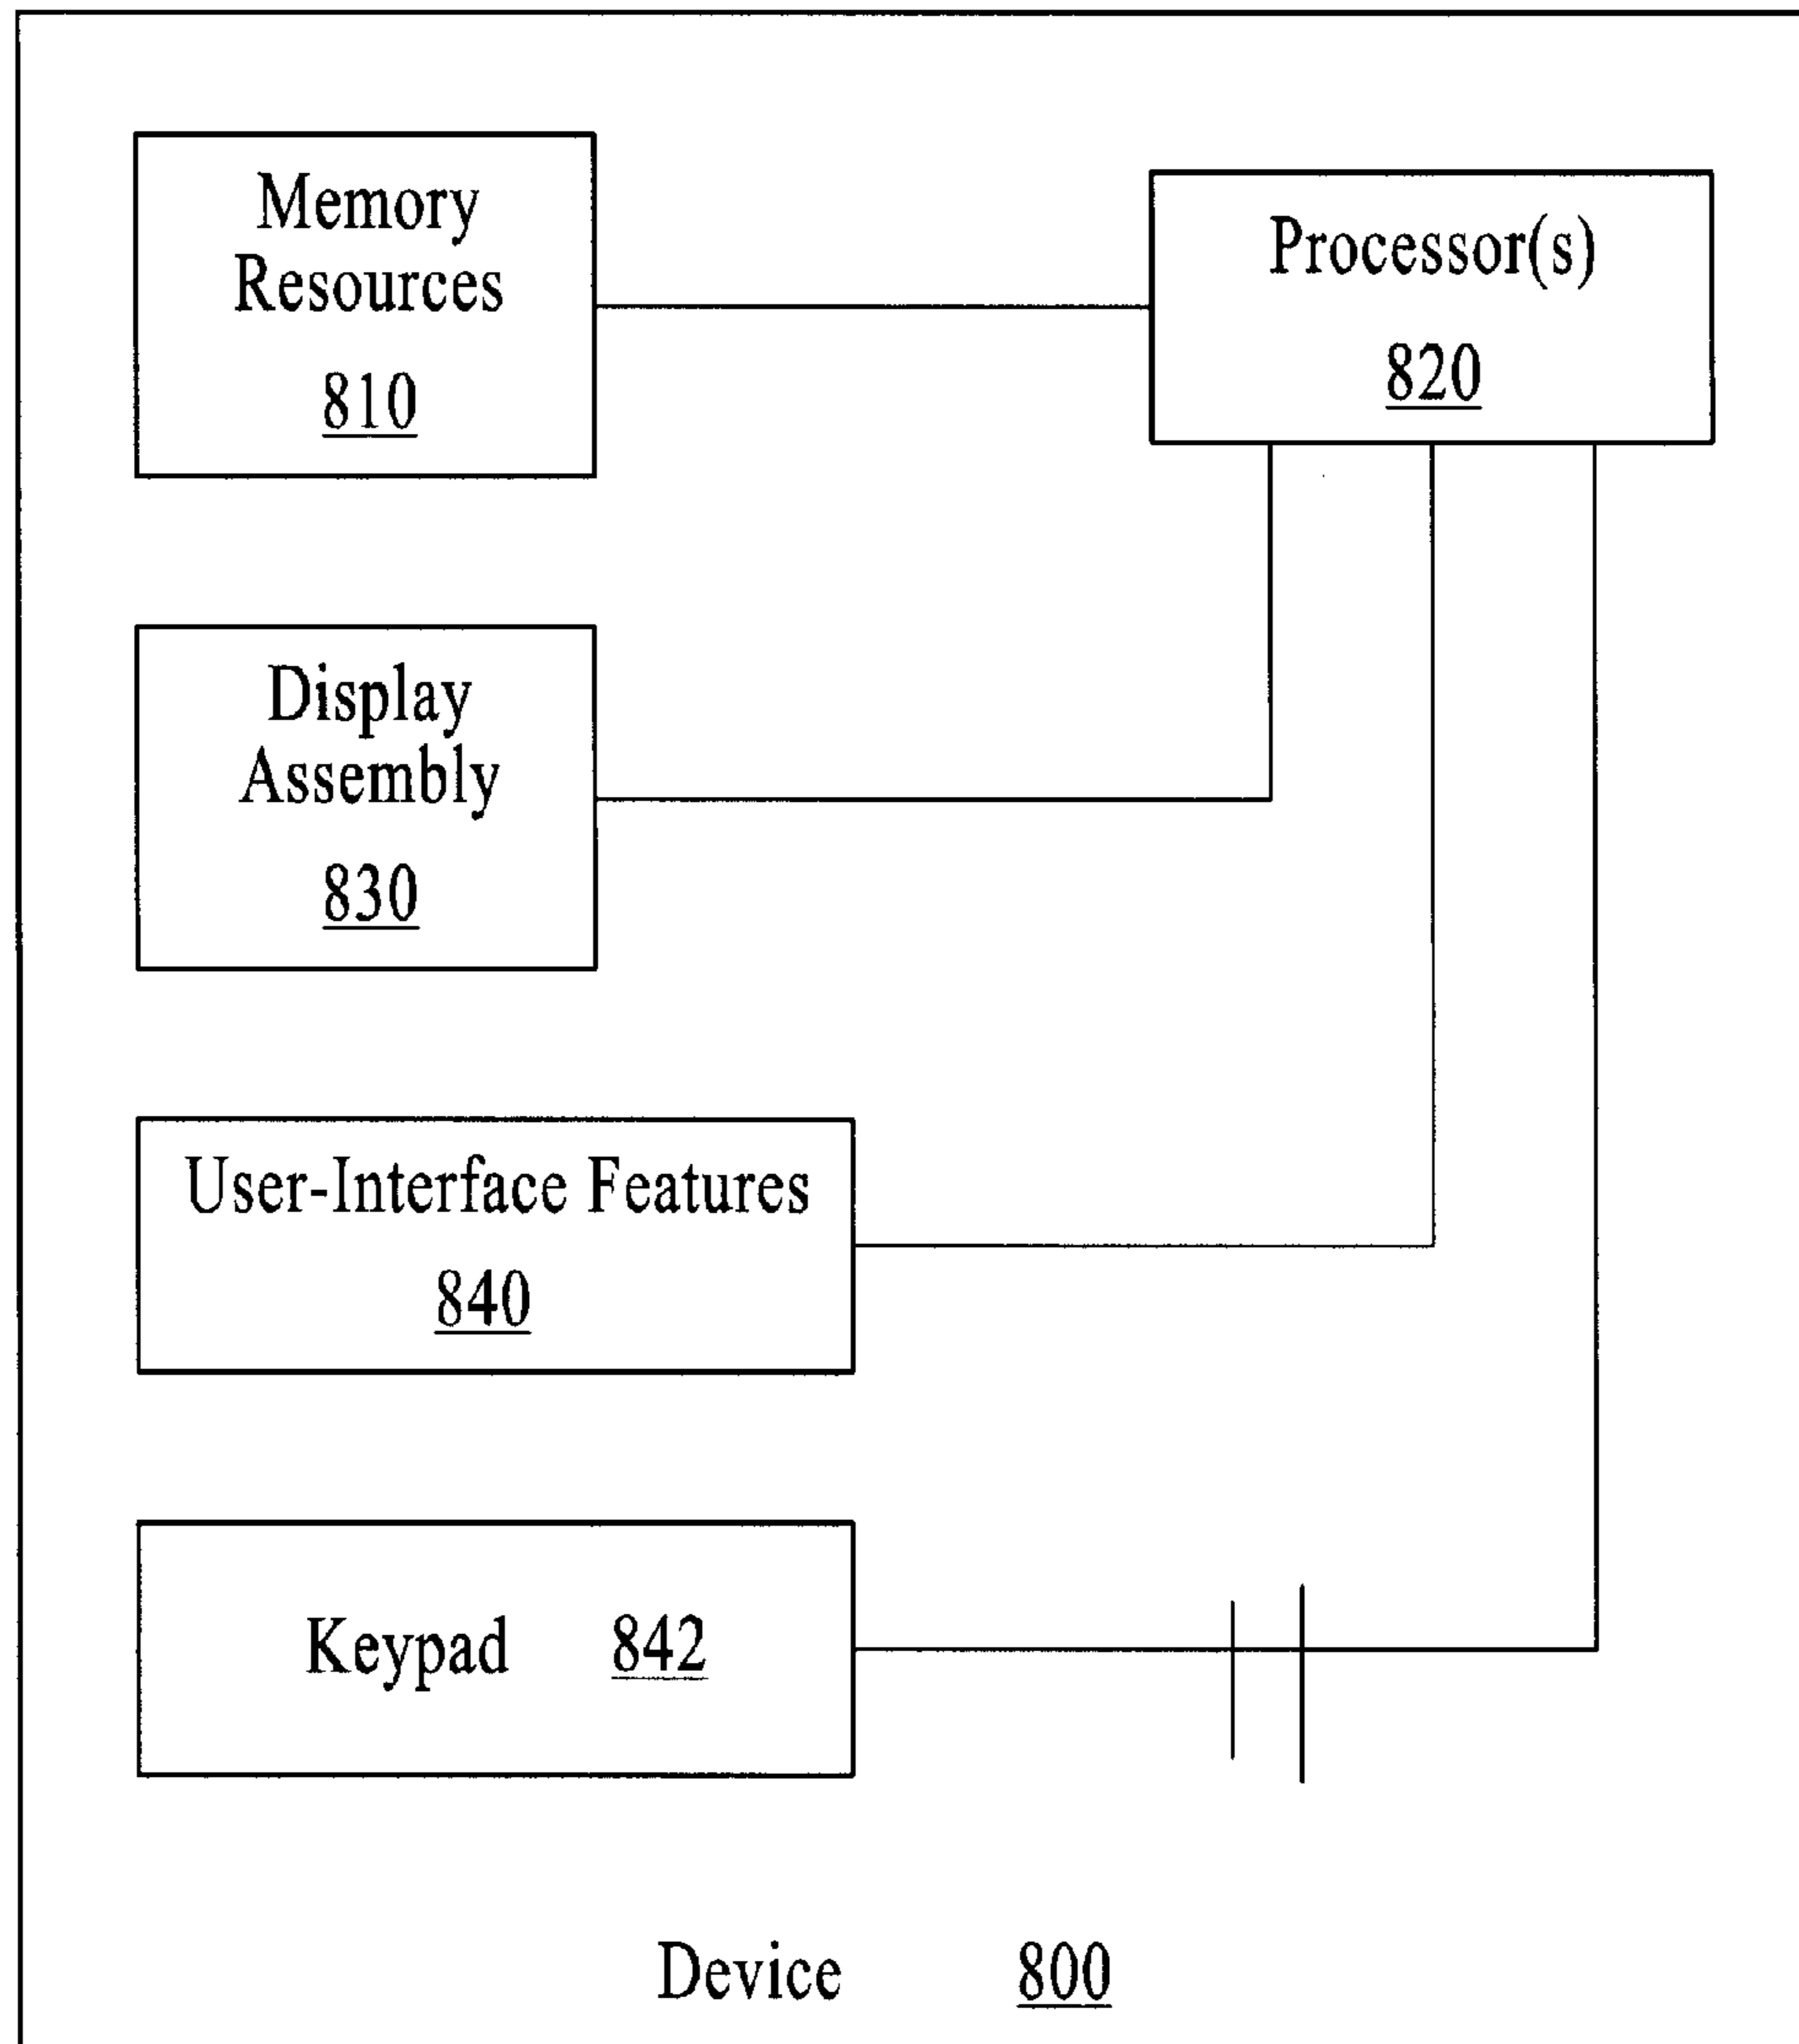 Memory
Resources
810
Processor(s)
820
Display
Assembly
830
User-Interface Features
840
Keypad 842
Device 800